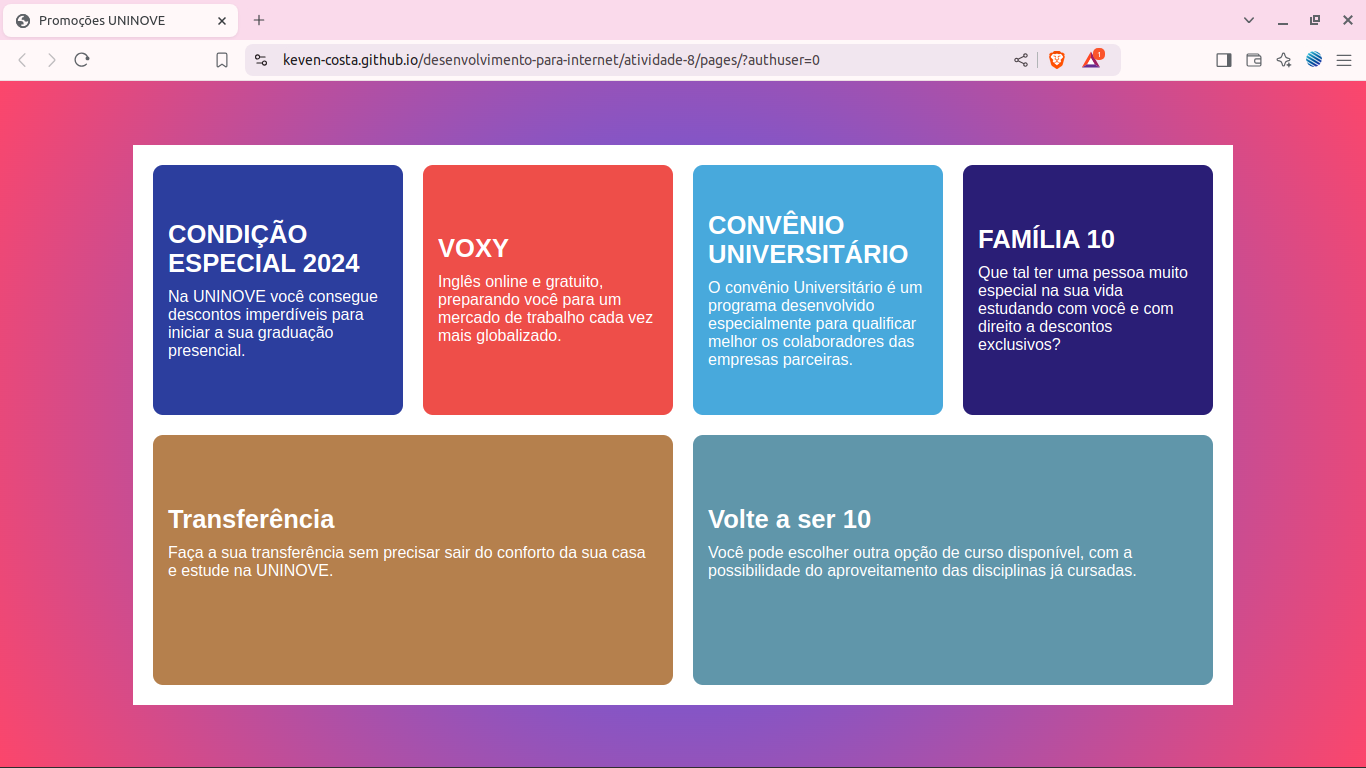 Promoções UNINOVE
keven-costa.github.io/desenvolvimento-para-internet/atividade-8/pages/?authuser=0
1
CONDIÇÃO
ESPECIAL 2024
Na UNINOVE você consegue
descontos imperdíveis para
iniciar a sua graduação
presencial.
VOXY
Inglês online e gratuito,
preparando você para um
mercado de trabalho cada vez
mais globalizado.
CONVÊNIO
UNIVERSITÁRIO
O convênio Universitário é um
programa desenvolvido
especialmente para qualificar
melhor os colaboradores das
empresas parceiras.
FAMÍLIA 10
Que tal ter uma pessoa muito
especial na sua vida
estudando com você e com
direito a descontos
exclusivos?
Transferência
Faça a sua transferência sem precisar sair do conforto da sua casa
e estude na UNINOVE.
Volte a ser 10
Você pode escolher outra opção de curso disponível, com a
possibilidade do aproveitamento das disciplinas já cursadas.